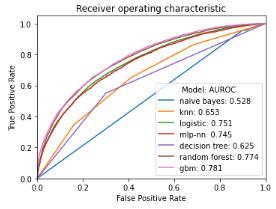 Receiver operating characteristic
True Positive Rate
1.0
0.8
0.6
0.4
0.2
0.0
Model: AUROC
naive bayes: 0.528
knn: 0.653
logistic: 0.751
mlp-nn: 0.745
decision tree: 0.625
random forest: 0.774
gbm: 0.781
0.0 0.2 0.4 0.6 0.8 1.0
False Positive Rate